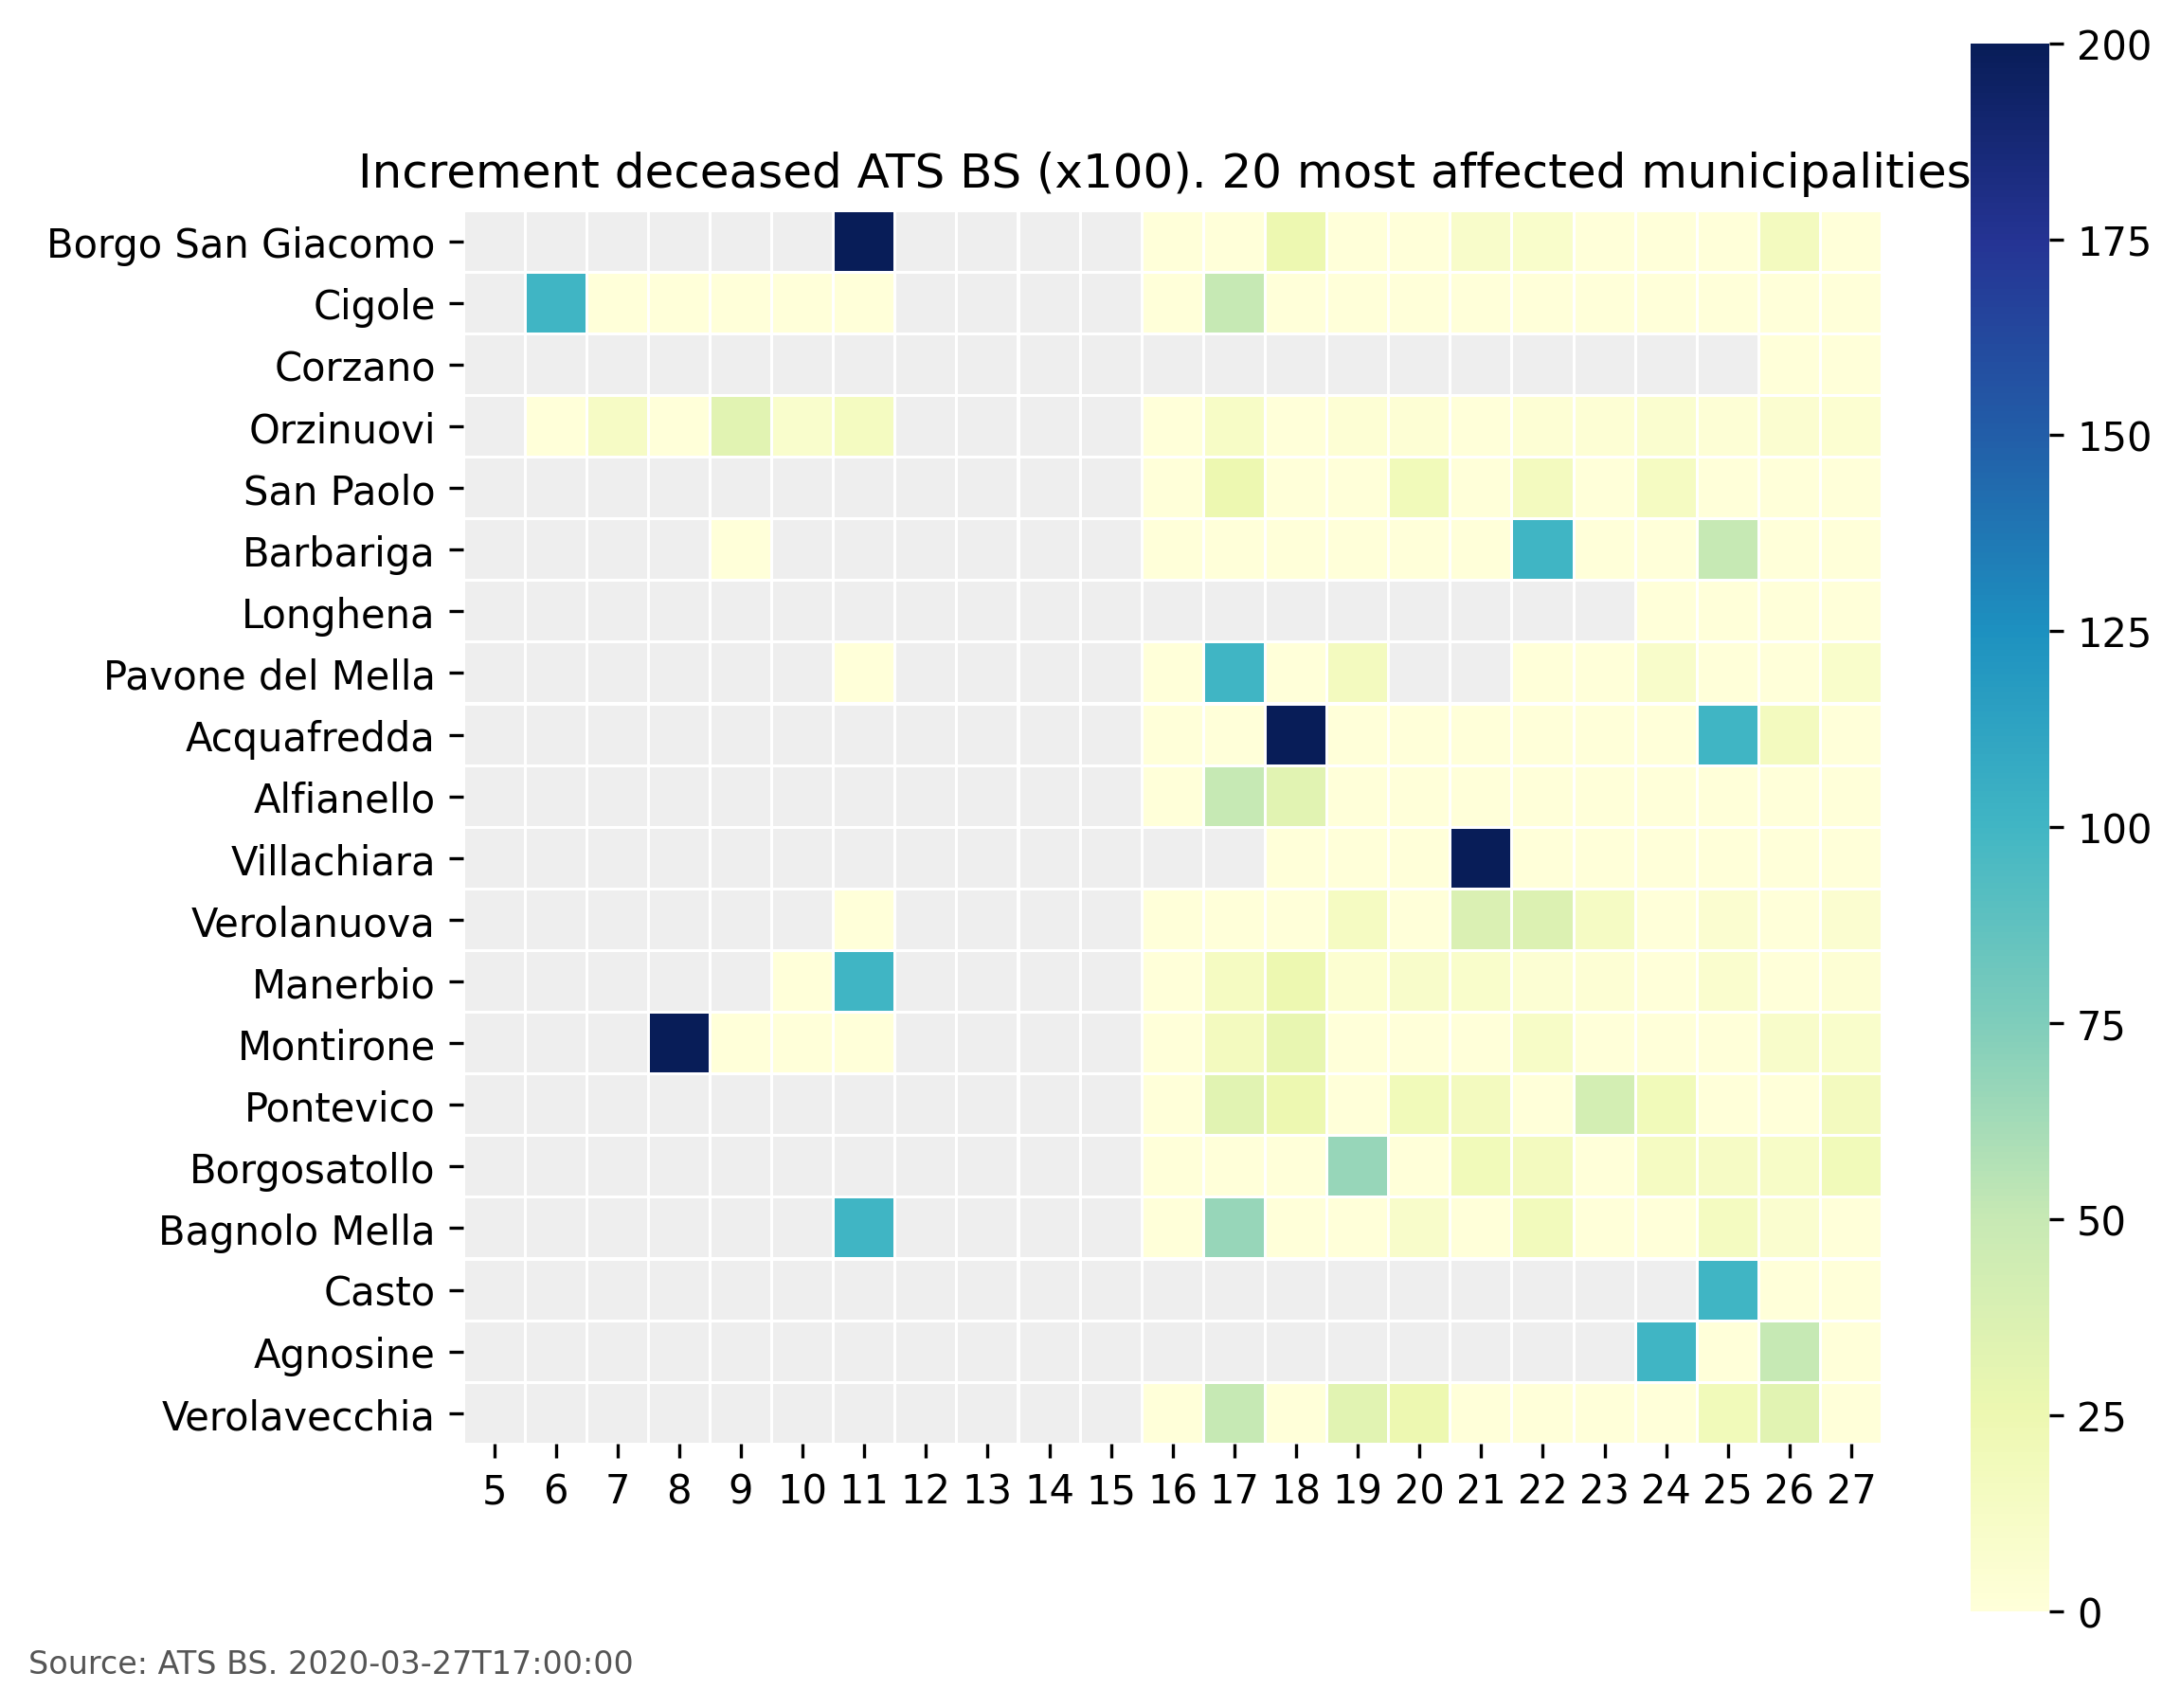 Increment deceased ATS BS (x100). 20 most affected municipalities
Borgo San Giacomo
Cigole
Corzano
Orzinuovi
San Paolo
Barbariga
Longhena
Pavone del Mella
Acquafredda
Alfianello
Villachiara
Verolanuova
Manerbio
Montirone
Pontevico
Borgosatollo
Bagnolo Mella
Casto
Agnosine
Verolavecchia
5 6 7 8 9 10 11 12 13 14 15 16 17 18 19 20 21 22 23 24 25 26 27
200
175
150
125
100
75
50
25
0
Source: ATS BS. 2020-03-27T17:00:00